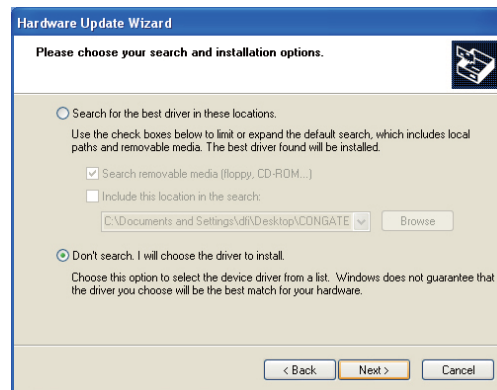 Hardware Update Wizard
Please choose your search and installation options.
Search for the best driver in these locations.
Use the check boxes below to limit or expand the default search, which includes local
paths and removable media. The best driver found will be installed.
Search removable media (floppy, CD-ROM...)
Include this location in the search:
C:\Documents and Settings\dfi\Desktop\CONGATE
Browse
Don't search. I will choose the driver to install.
Choose this option to select the device driver from a list. Windows does not guarantee that
the driver you choose will be the best match for your hardware.
< Back Next > Cancel